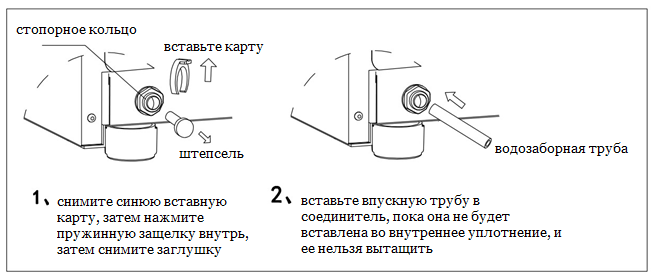 стопорное кольцо
вставьте карту
штепсель
водозаборная труба
1、снимите синюю вставную
карту, затем нажмите
пружинную защелку внутрь,
затем снимите заглушку
2、вставьте впускную трубу в
соединитель, пока она не будет
вставлена во внутреннее уплотнение, и
ее нельзя вытащить